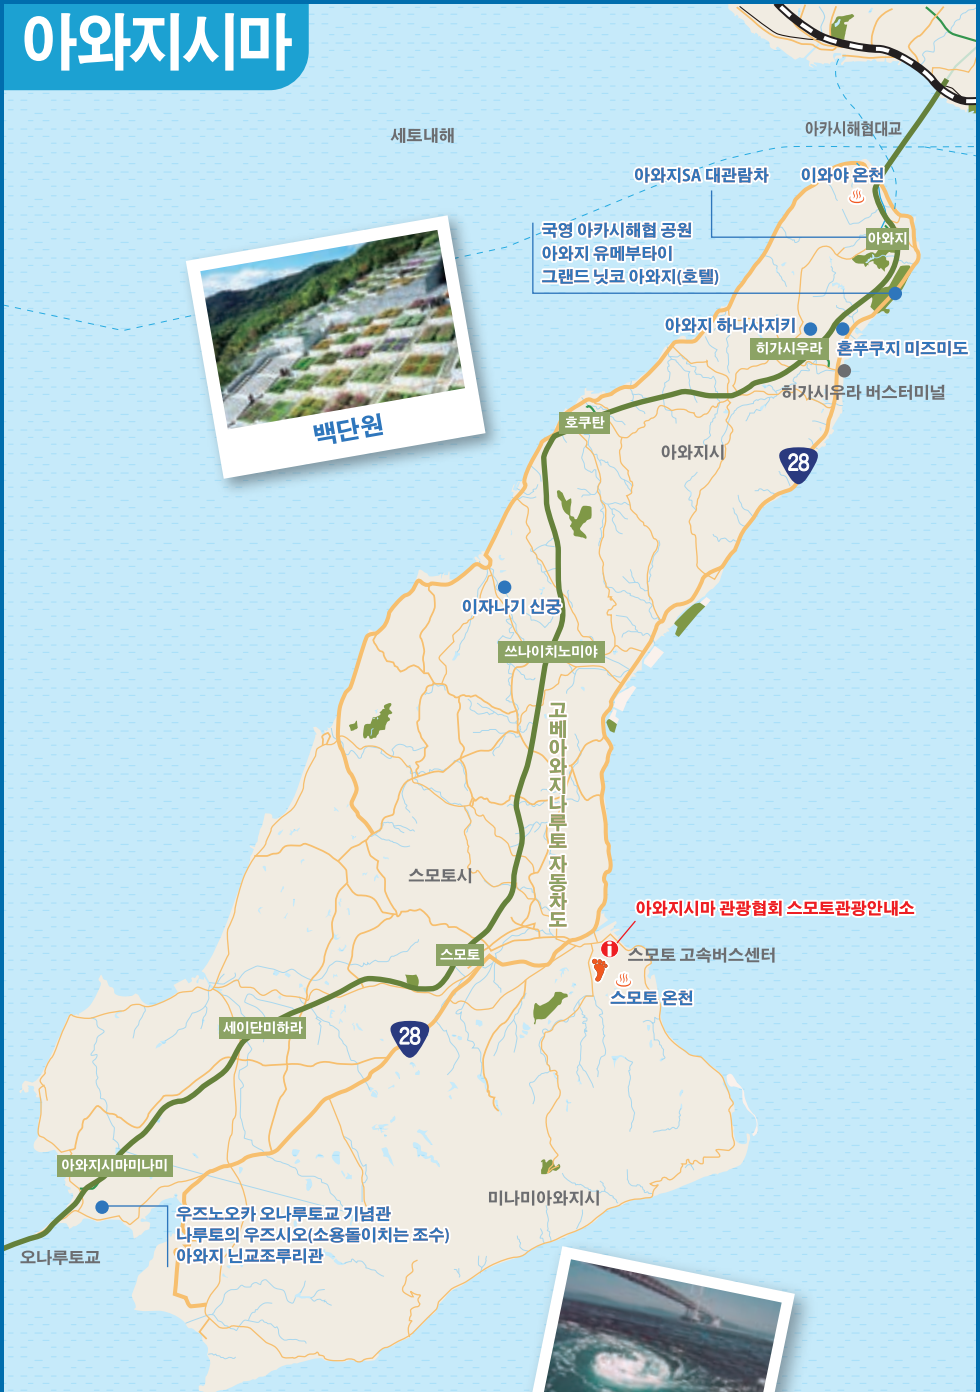 아와지시마
세토내해
아카시해협대교
아와지SA 대관람차
이와야 온천
국영 아카시해협 공원
아와지 유메부타이
그랜드 닛코 아와지(호텔)
아와지
아와지 하나사지키
히가시우라
혼푸쿠지 미즈미도
히가시우라 버스터미널
백단원
호쿠탄
아와지시
28
이자나기 신궁
쓰나이치노미야
고베아와지나루토 자동차도
스모토시
아와지시마 관광협회 스모토관광안내소
스모토
스모토 고속버스센터
스모토 온천
세이단미하라
28
아와지시마미나미
미나미아와지시
우즈노오카 오나루토교 기념관
나루토의 우즈시오(소용돌이치는 조수)
아와지 닌교조루리관
오나루토교